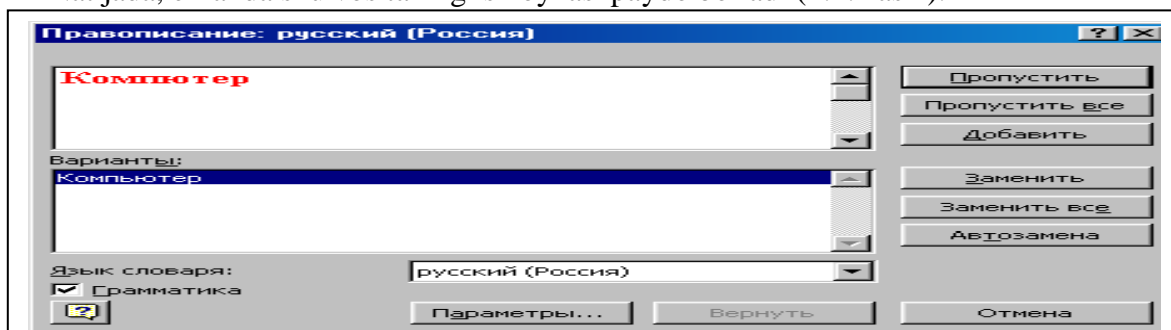 Правописание: русский (Россия)
Компютер
Пропустить
Пропустить все
Добавить
Варианты:
Компьютер
Заменить
Заменить все
Автозамена
Язык словаря:
русский (Россия)
Грамматика
Параметры...
Вернуть
Отмена